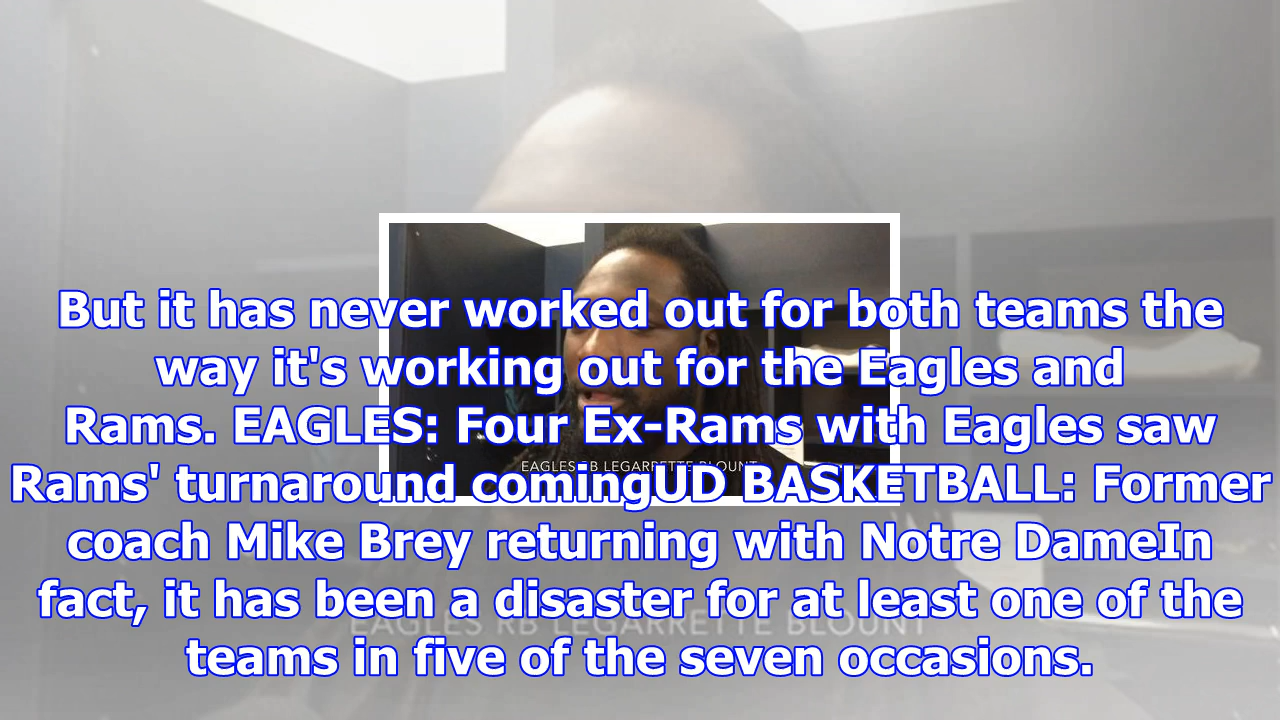 But it has never worked out for both teams the
way it's working out for the Eagles and
Rams. EAGLES: Four Ex-Rams with Eagles saw
Rams' turnaround comingUD BASKETBALL: Former
coach Mike Brey returning with Notre DameIn
fact, it has been a disaster for at least one of the
teams in five of the seven occasions.
EAGLES RB LEGARRETTE BLOUNT
EAGLES RB LEGARRETTE BLOUNT